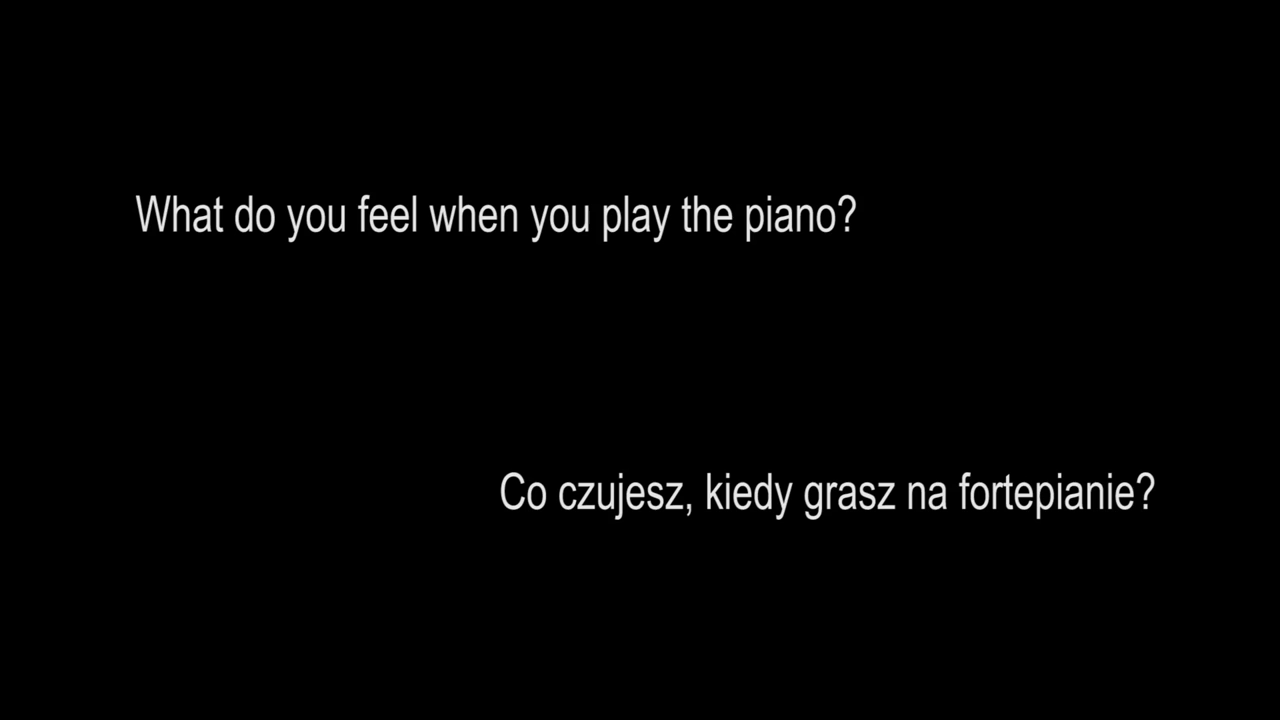 What do you feel when you play the piano?
Co czujesz, kiedy grasz na fortepianie?